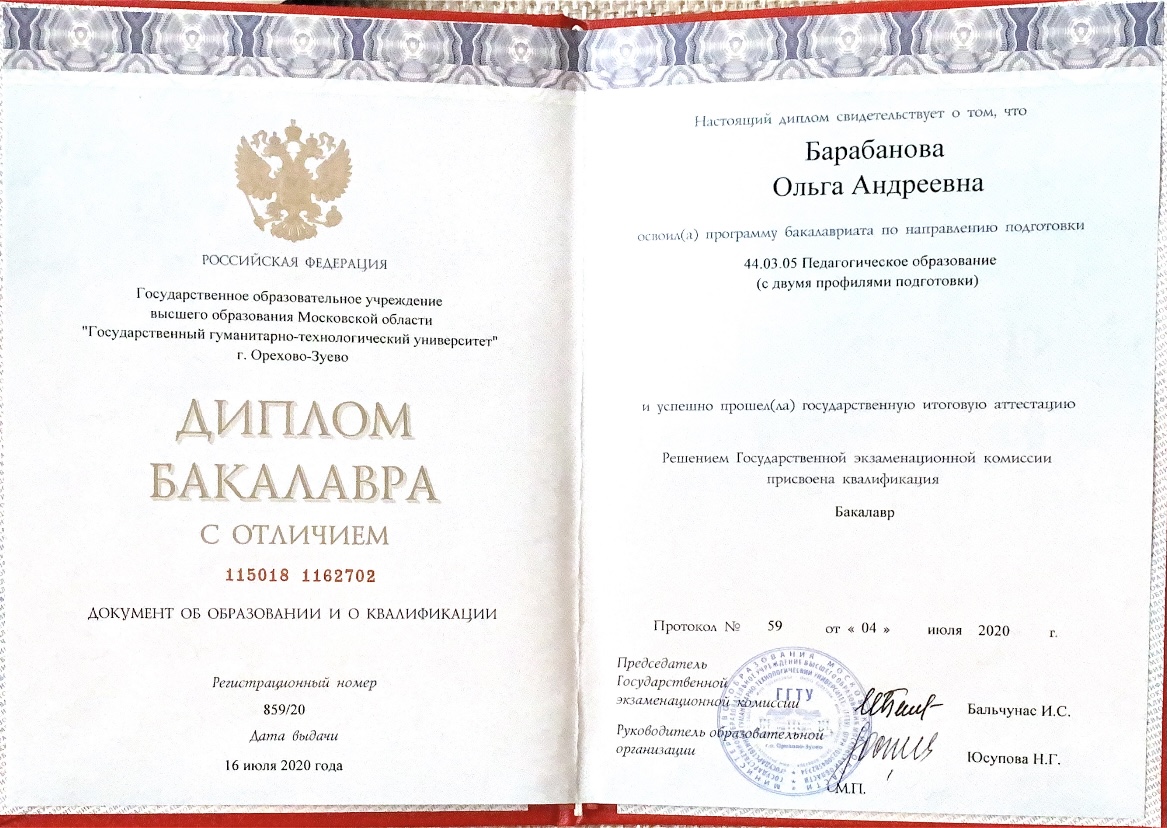 РОССИЙСКАЯ ФЕДЕРАЦИЯ
Государственное образовательное учреждение
высшего образования Московской области
"Государственный гуманитарно-технологический университет"
г. Орехово-Зуево
ДИПЛОМ
БАКАЛАВРА
С ОТЛИЧИЕМ
115018 1162702
ДОКУМЕНТ ОБ ОБРАЗОВАНИИ И О КВАЛИФИКАЦИИ
Регистрационный номер
859/20
Дата выдачи
16 июля 2020 года
Настоящий диплом свидетельствует о том, что
Барабанова
Ольга Андреевна
освоил(а) программу бакалавриата по направлению подготовки
44.03.05 Педагогическое образование
(с двумя профилями подготовки)
и успешно прошел(ла) государственную итоговую аттестацию
Решением Государственной экзаменационной комиссии
присвоена квалификация
Бакалавр
Протокол № 59 от « 04 » июля 2020 г.
Председатель
Государственной
экзаменационной комиссии
Бальчунас И.С.
Руководитель образовательной
организации
Юсупова Н.Г.
М.П.
ГГТУ
г.о. Орехово-Зуево